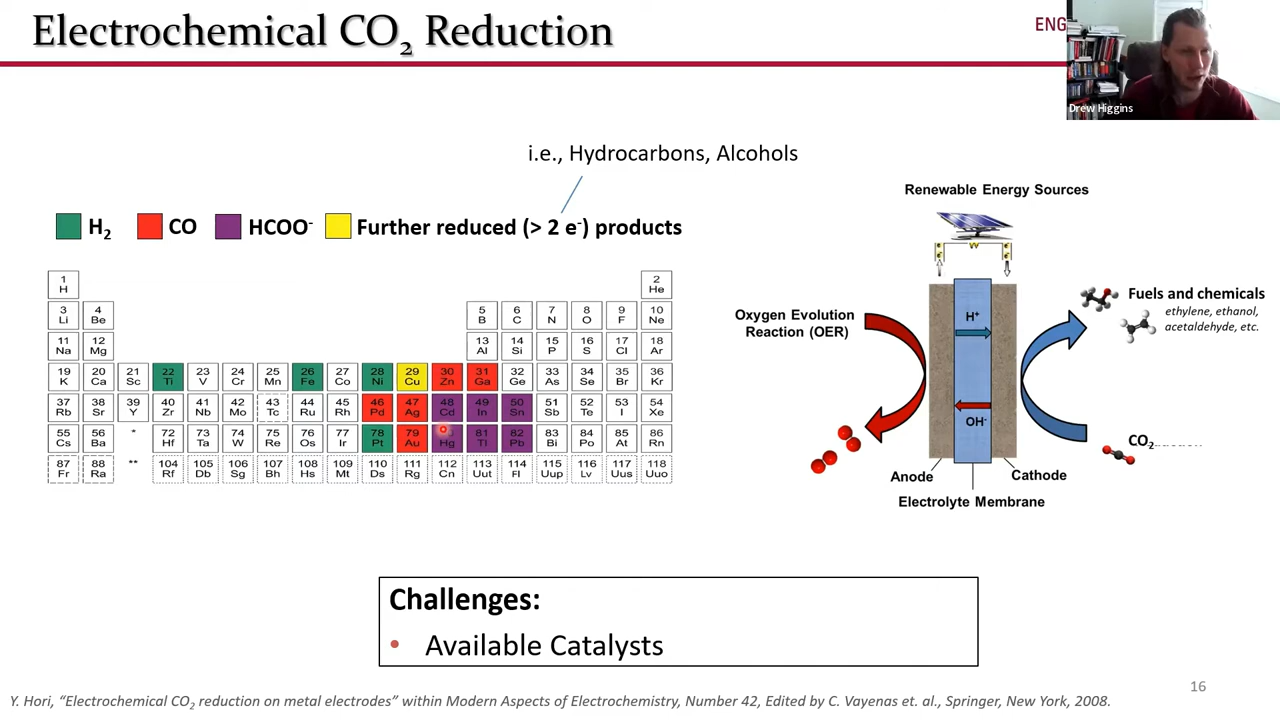 Electrochemical CO2 Reduction
ENG
Drew Higgins
i.e., Hydrocarbons, Alcohols
H2 CO HCOO- Further reduced (> 2 e-) products
1 2
H He
3 4 5 6 7 8 9 10
Li Be B C N O F Ne
11 12 13 14 15 16 17 18
Na Mg Al Si P S Cl Ar
19 20 21 22 23 24 25 26 27 28 29 30 31 32 33 34 35 36
K Ca Sc Ti V Cr Mn Fe Co Ni Cu Zn Ga Ge As Se Br Kr
37 38 39 40 41 42 43 44 45 46 47 48 49 50 51 52 53 54
Rb Sr Y Zr Nb Mo Tc Ru Rh Pd Ag Cd In Sn Sb Te I Xe
55 56 * 72 73 74 75 76 77 78 79 81 82 83 84 85 86
Cs Ba Hf Ta W Re Os Ir Pt Au Hg Tl Pb Bi Po At Rn
87 88 ** 104 105 106 107 108 109 110 111 112 113 114 115 116 117 118
Fr Ra Rf Db Sg Bh Hs Mt Ds Rg Cn Uut Fl Uup Lv Uus Uuo
Renewable Energy Sources
e- e-
e- e-
Oxygen Evolution
Reaction (OER)
H+
OH-
Fuels and chemicals
ethylene, ethanol,
acetaldehyde, etc.
CO2
Anode
Cathode
Electrolyte Membrane
Challenges:
• Available Catalysts
16
Y. Hori, “Electrochemical CO2 reduction on metal electrodes” within Modern Aspects of Electrochemistry, Number 42, Edited by C. Vayenas et. al., Springer, New York, 2008.